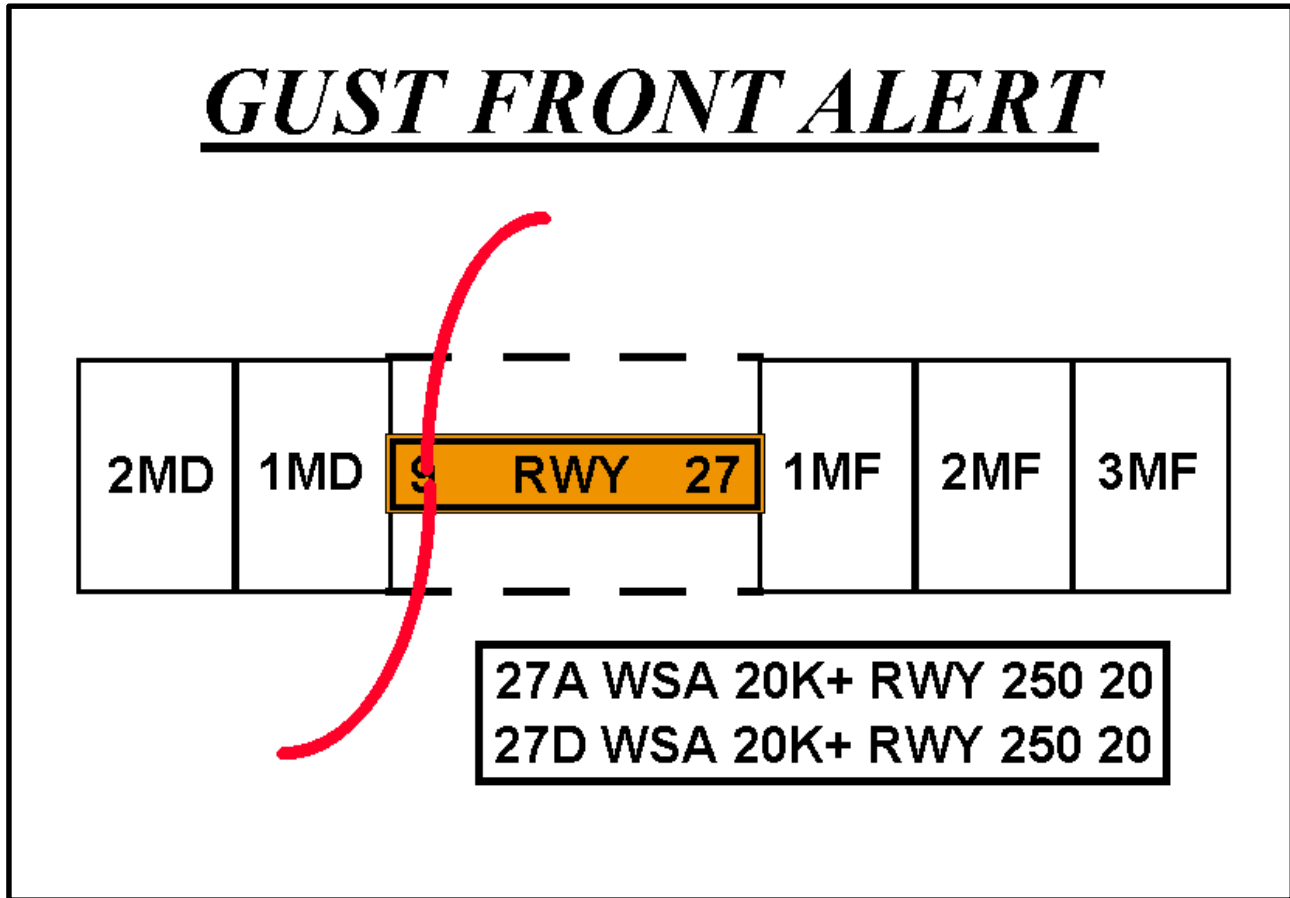 GUST FRONT ALERT
2MD 1MD 9 RWY 27 1MF 2MF 3MF
27A WSA 20K+ RWY 250 20
27D WSA 20K+ RWY 250 20